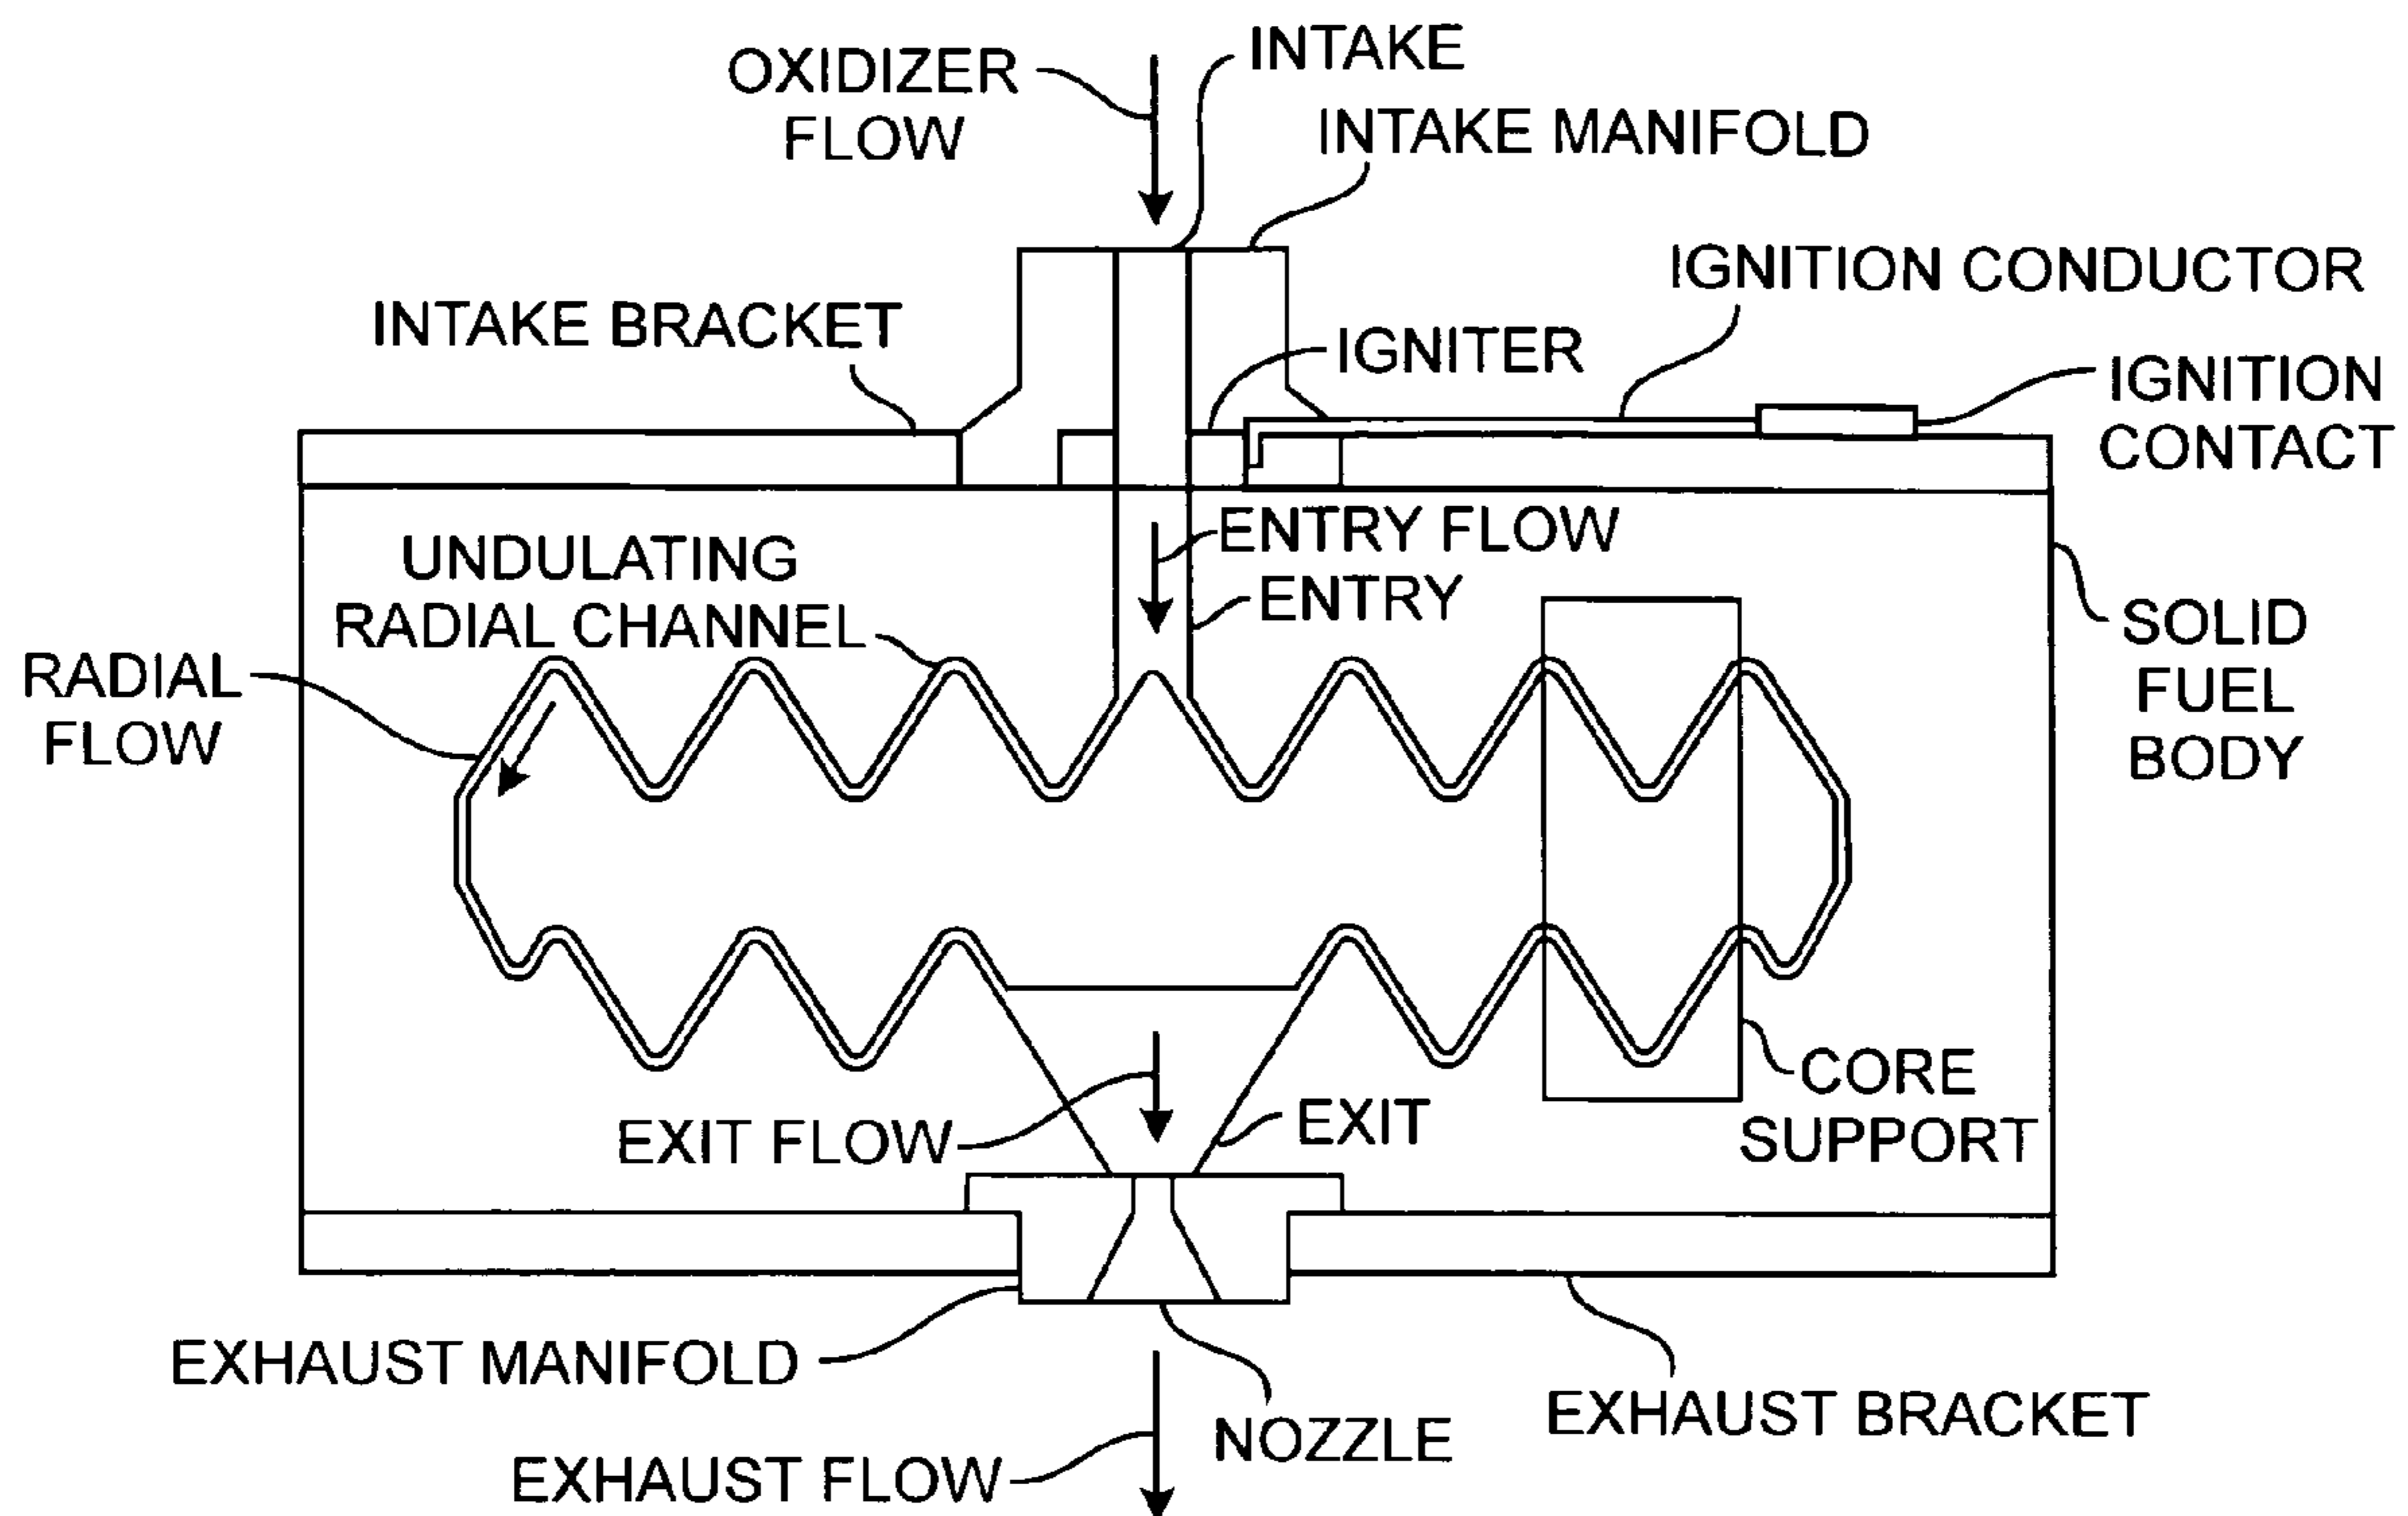 OXIDIZER
FLOW
INTAKE
INTAKE MANIFOLD
IGNITION CONDUCTOR
INTAKE BRACKET
IGNITER
IGNITION
CONTACT
ENTRY FLOW
UNDULATING
RADIAL CHANNEL
ENTRY
SOLID
FUEL
BODY
RADIAL
FLOW
CORE
SUPPORT
EXIT FLOW
EXIT
EXHAUST MANIFOLD
EXHAUST BRACKET
NOZZLE
EXHAUST FLOW